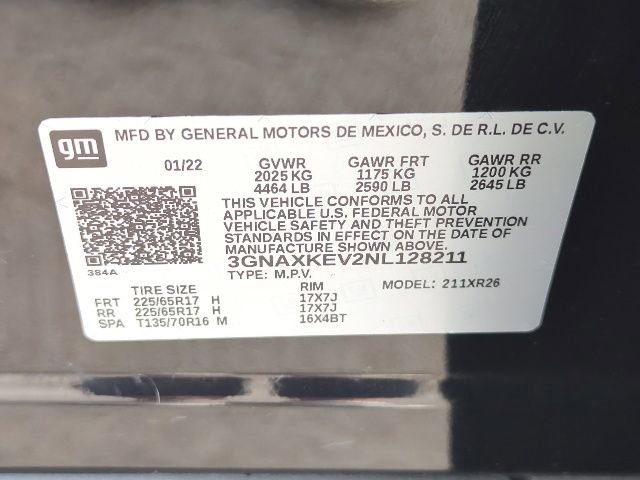 gm MFD BY GENERAL MOTORS DE MEXICO, S. DE R.L. DE C.V.
01/22 GVWR GAWR FRT GAWR RR
2025 KG 1175 KG 1200 KG
4464 LB 2590 LB 2645 LB
THIS VEHICLE CONFORMS TO ALL
APPLICABLE U.S. FEDERAL MOTOR
VEHICLE SAFETY AND THEFT PREVENTION
STANDARDS IN EFFECT ON THE DATE OF
MANUFACTURE SHOWN ABOVE.
384A 3GNAXKEV2NL128211
TYPE: M.P.V. MODEL: 211XR26
TIRE SIZE RIM
FRT 225/65R17 H 17X7J
RR 225/65R17 H 17X7J
SPA T135/70R16 M 16X4BT